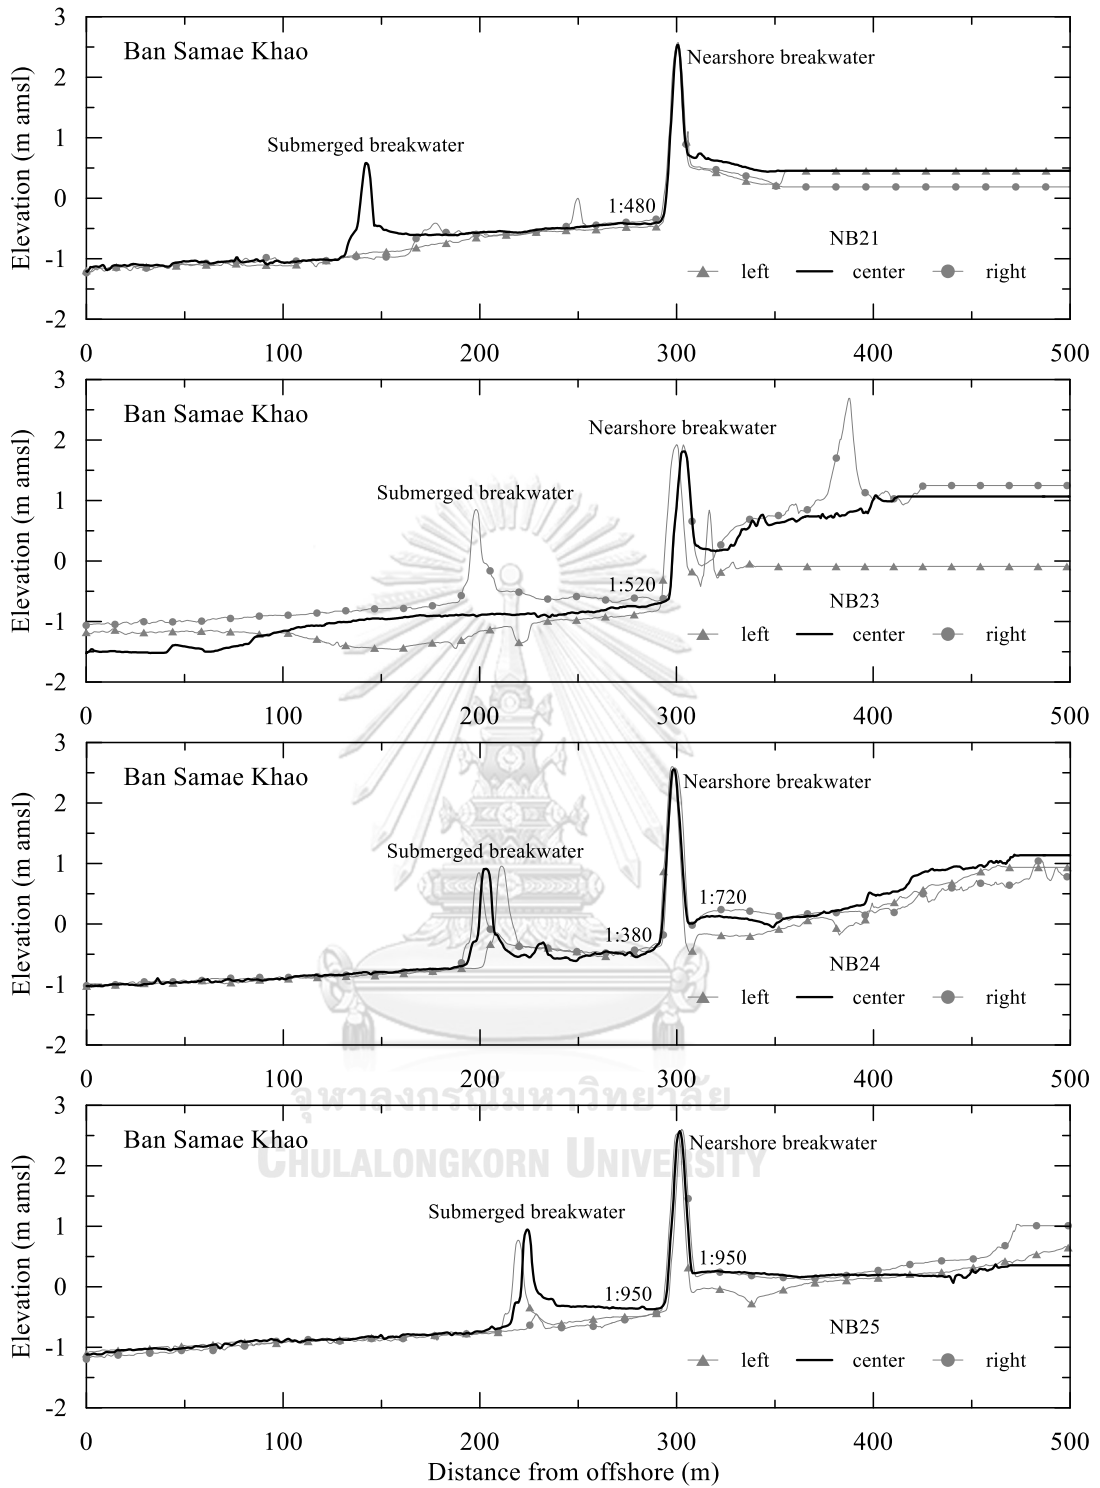 3
2
1
0
-1
-2
Elevation (m amsl)
Ban Samae Khao
Submerged breakwater
Nearshore breakwater
1:480
NB21
left center right
0 100 200 300 400 500
3
2
1
0
-1
-2
Elevation (m amsl)
Ban Samae Khao
Submerged breakwater
Nearshore breakwater
1:520
NB23
left center right
0 100 200 300 400 500
3
2
1
0
-1
-2
Elevation (m amsl)
Ban Samae Khao
Submerged breakwater
Nearshore breakwater
1:380
1:720
NB24
left center right
0 100 200 300 400 500
จุฬาลงกรณ์มหาวิทยาลัย
CHULALONGKORN UNIVERSITY
3
2
1
0
-1
-2
Elevation (m amsl)
Ban Samae Khao
Submerged breakwater
Nearshore breakwater
1:950
1:950
NB25
left center right
0 100 200 300 400 500
Distance from offshore (m)